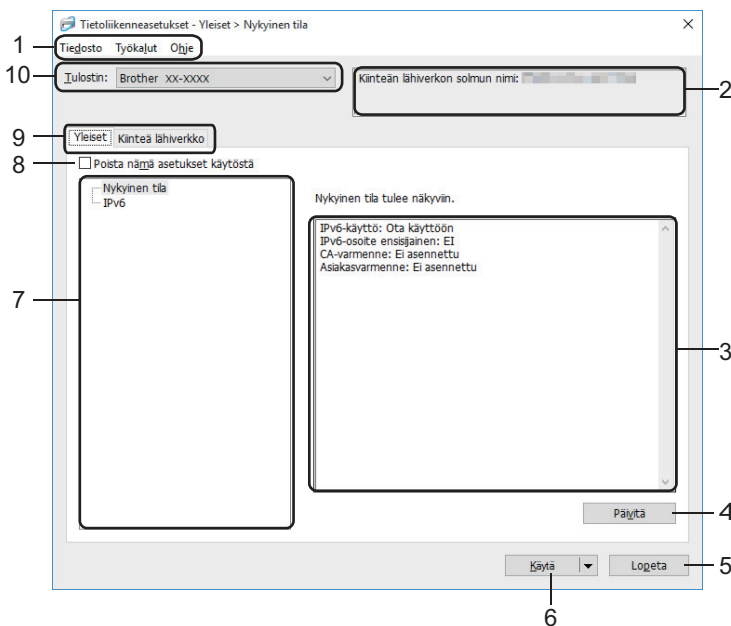 Tietoliikenneasetukset - Yleiset > Nykyinen tila
1 Tiedosto Työkalut Ohje
10 Tulostin: Brother XX-XXXX
Kiinteän lähiverkon solmun nimi:
2
9 Yleiset Kiinteä lähiverkko
8 Poista nämä asetukset käytöstä
Nykyinen tila
IPv6
7
Nykyinen tila tulee näkyviin.
IPv6-käyttö: Ota käyttöön
IPv6-osoite ensisijainen: EI
CA-varmenne: Ei asennettu
Asiakasvarmenne: Ei asennettu
3
Päivitä 4
Käytä Lopeta 5
6